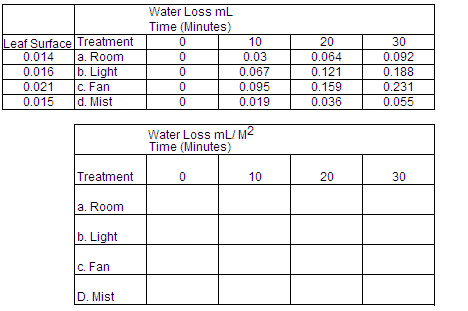 Water Loss mL
Time (Minutes)
Leaf Surface Treatment 0 10 20 30
0.014 a. Room 0 0.03 0.064 0.092
0.016 b. Light 0 0.067 0.121 0.188
0.021 c. Fan 0 0.095 0.159 0.231
0.015 d. Mist 0 0.019 0.036 0.055
Water Loss mL/ M2
Time (Minutes)
Treatment 0 10 20 30
a. Room
b. Light
c. Fan
D. Mist